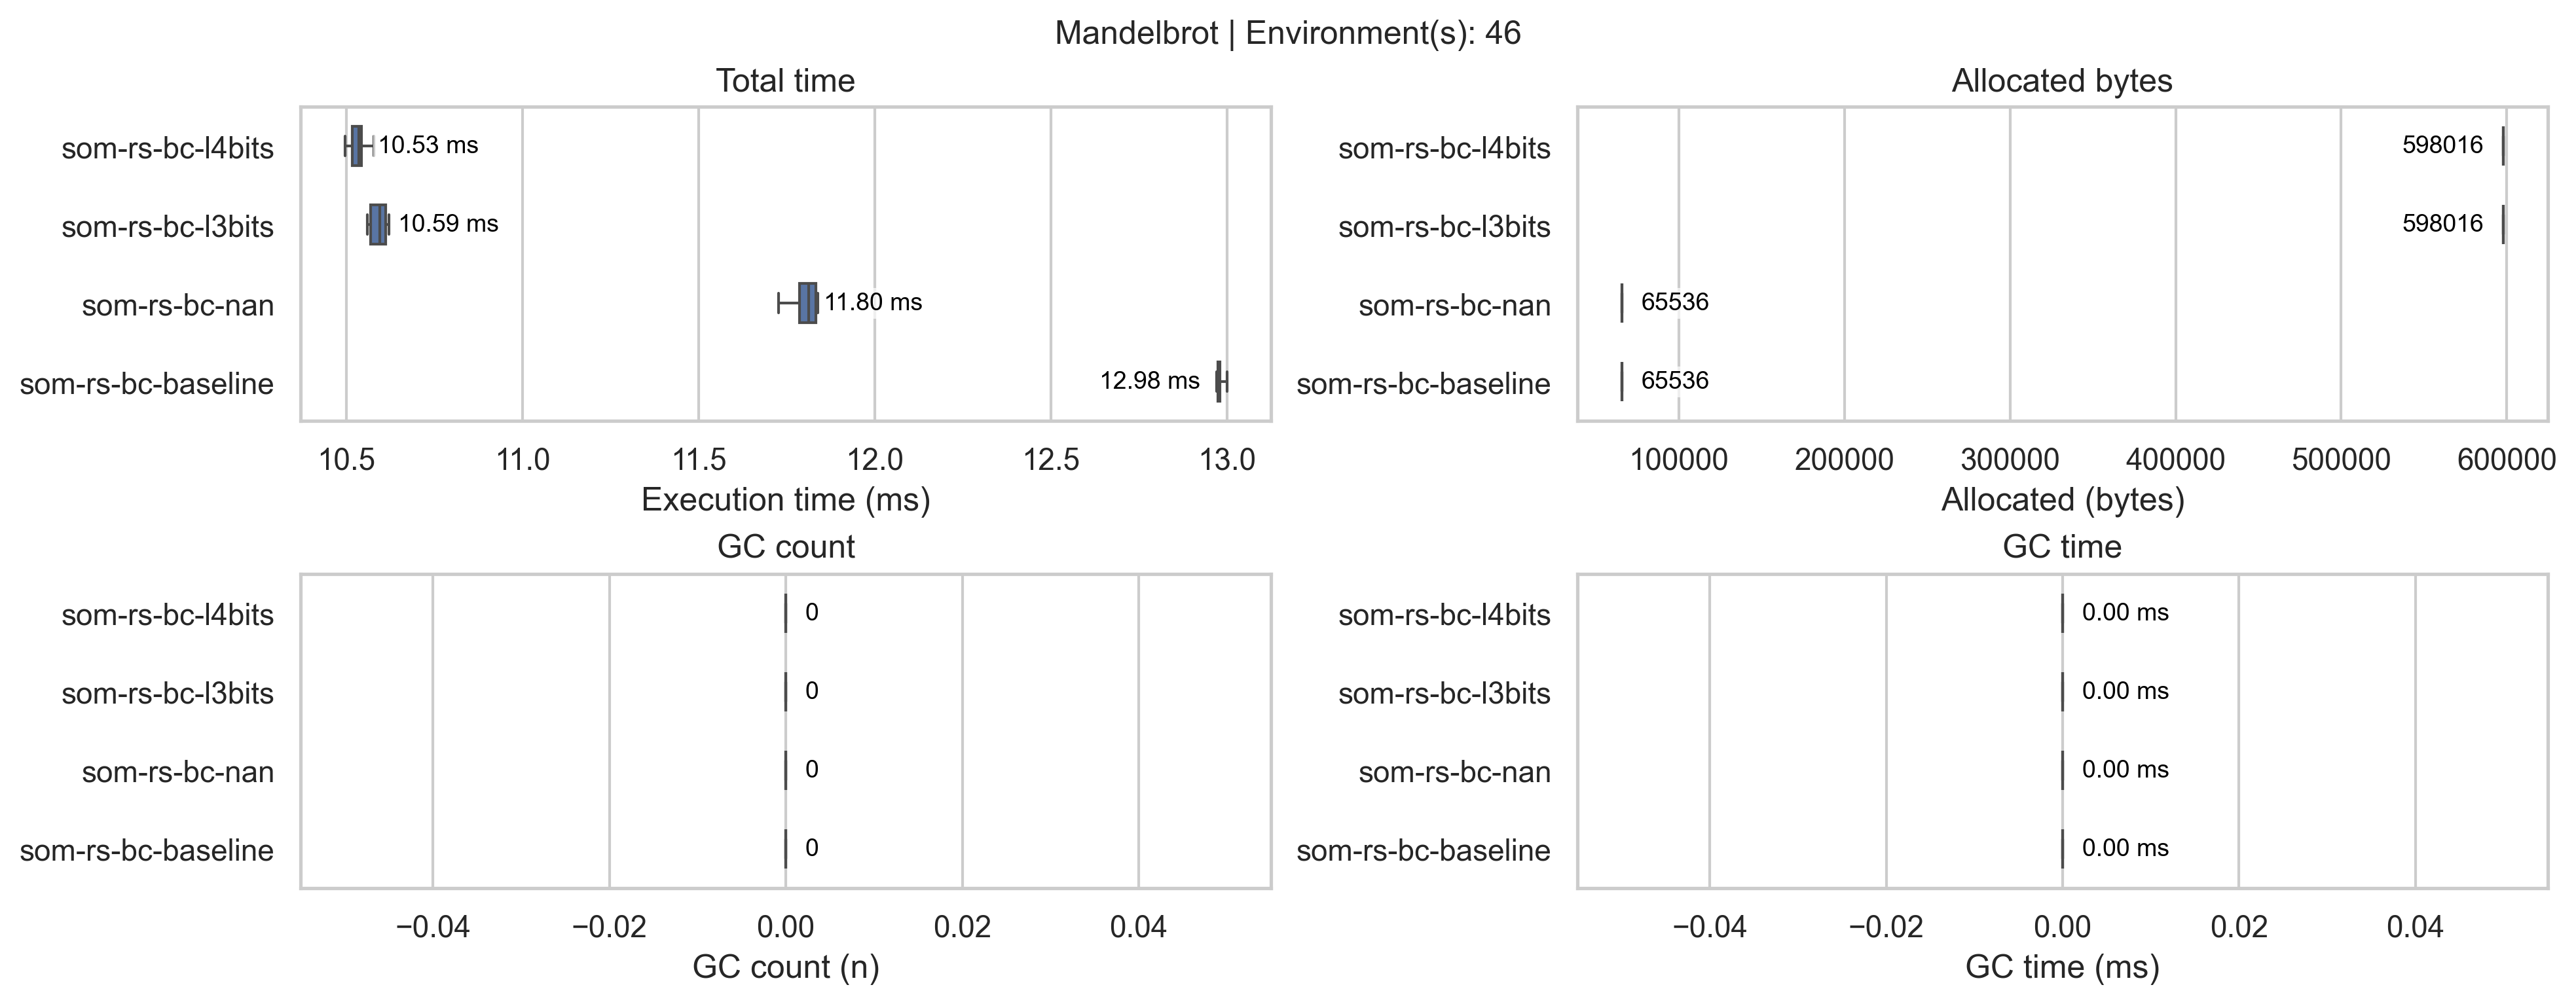 Mandelbrot | Environment(s): 46
Total time
som-rs-bc-l4bits
10.53 ms
som-rs-bc-l3bits
10.59 ms
som-rs-bc-nan
11.80 ms
som-rs-bc-baseline
12.98 ms
10.5 11.0 11.5 12.0 12.5 13.0
Execution time (ms)
Allocated bytes
som-rs-bc-l4bits
598016
som-rs-bc-l3bits
598016
som-rs-bc-nan
65536
som-rs-bc-baseline
65536
100000 200000 300000 400000 500000 600000
Allocated (bytes)
GC count
som-rs-bc-l4bits
0
som-rs-bc-l3bits
0
som-rs-bc-nan
0
som-rs-bc-baseline
0
−0.04 −0.02 0.00 0.02 0.04
GC count (n)
GC time
som-rs-bc-l4bits
0.00 ms
som-rs-bc-l3bits
0.00 ms
som-rs-bc-nan
0.00 ms
som-rs-bc-baseline
0.00 ms
−0.04 −0.02 0.00 0.02 0.04
GC time (ms)